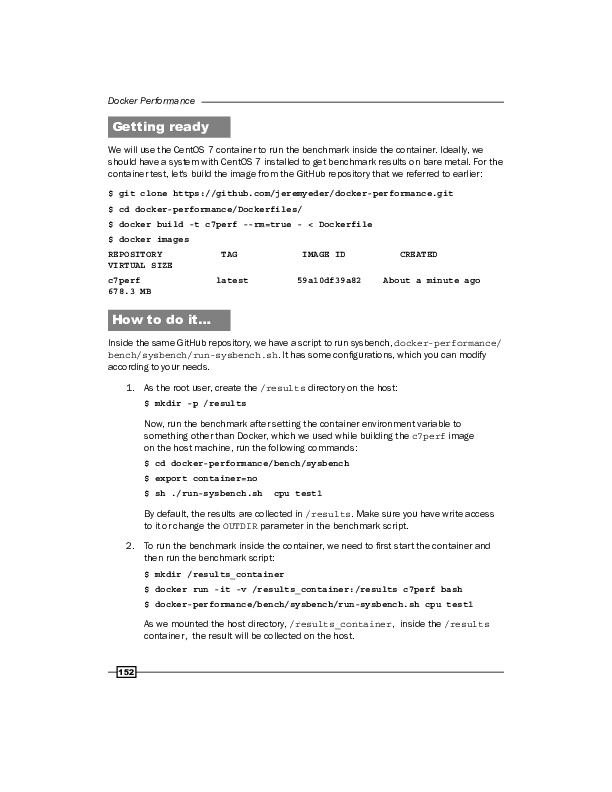 Docker Performance
Getting ready
We will use the CentOS 7 container to run the benchmark inside the container. Ideally, we
should have a system with CentOS 7 installed to get benchmark results on bare metal. For the
container test, let's build the image from the GitHub repository that we referred to earlier:
$ git clone https://github.com/jeremyeder/docker-performance.git
$ cd docker-performance/Dockerfiles/
$ docker build -t c7perf --rm=true - < Dockerfile
$ docker images
REPOSITORY TAG IMAGE ID CREATED
VIRTUAL SIZE
c7perf latest 59a10df39a82 About a minute ago
678.3 MB
How to do it…
Inside the same GitHub repository, we have a script to run sysbench, docker-performance/
bench/sysbench/run-sysbench.sh. It has some configurations, which you can modify
according to your needs.
1. As the root user, create the /results directory on the host:
$ mkdir -p /results
Now, run the benchmark after setting the container environment variable to
something other than Docker, which we used while building the c7perf image
on the host machine, run the following commands:
$ cd docker-performance/bench/sysbench
$ export container=no
$ sh ./run-sysbench.sh cpu test1
By default, the results are collected in /results. Make sure you have write access
to it or change the OUTDIR parameter in the benchmark script.
2. To run the benchmark inside the container, we need to first start the container and
then run the benchmark script:
$ mkdir /results_container
$ docker run -it -v /results_container:/results c7perf bash
$ docker-performance/bench/sysbench/run-sysbench.sh cpu test1
As we mounted the host directory, /results_container, inside the /results
container, the result will be collected on the host.
152